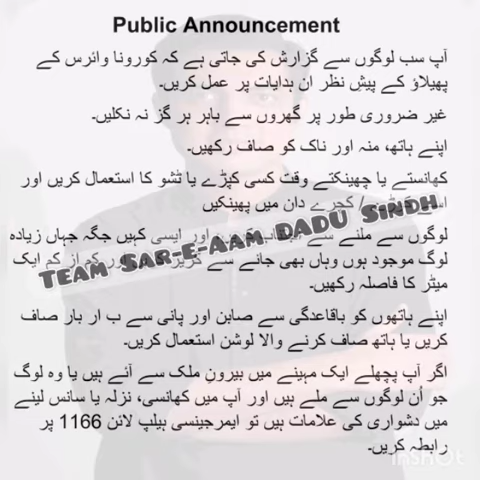 Public Announcement
آپ سب لوگوں سے گزارش کی جاتی ہے کہ کورونا وائرس کے
پھیلاؤ کے پیشِ نظر ان ہدایات پر عمل کریں۔
غیر ضروری طور پر گھروں سے باہر ہر گز نہ نکلیں۔
اپنے ہاتھ، منہ اور ناک کو صاف رکھیں۔
کھانستے یا چھینکتے وقت کسی کپڑے یا ٹشو کا استعمال کریں اور
کچرے دان میں پھینکیں
لوگوں سے ملنے سے اور ایسی کہیں جگہ جہاں زیادہ
لوگ موجود ہوں وہاں بھی جانے سے کم از کم ایک
میٹر کا فاصلہ رکھیں۔
TEAM SAR-E-AAM DADU SINDH
اپنے ہاتھوں کو باقاعدگی سے صابن اور پانی سے ب ار بار صاف
کریں یا ہاتھ صاف کرنے والا لوشن استعمال کریں۔
اگر آپ پچھلے ایک مہینے میں بیرونِ ملک سے آئے ہیں یا وہ لوگ
جو اُن لوگوں سے ملے ہیں اور آپ میں کھانسی، نزلہ یا سانس لینے
میں دشواری کی علامات ہیں تو ایمرجینسی ہیلپ لائن 1166 پر
رابطہ کریں۔
InShOt